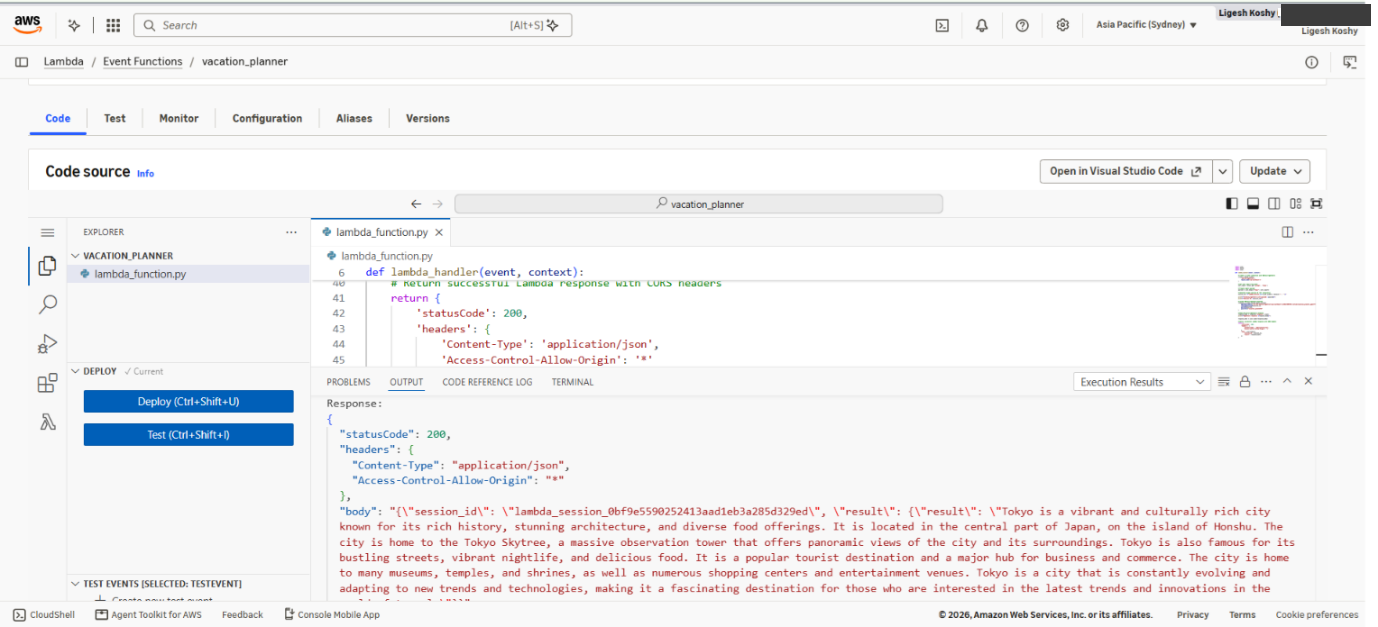 aws
Search
[Alt+S]
Asia Pacific (Sydney) ▼
Ligesh Koshy
Ligesh Koshy
Lambda / Event Functions / vacation_planner
Code
Test
Monitor
Configuration
Aliases
Versions
Code source Info
Open in Visual Studio Code
Update
vacation_planner
EXPLORER
lambda_function.py
VACATION_PLANNER
lambda_function.py
lambda_function.py
6 def lambda_handler(event, context):
40 # Return successful Lambda response with CORS headers
41 return {
42 'statusCode': 200,
43 'headers': {
44 'Content-Type': 'application/json',
45 'Access-Control-Allow-Origin': '*'
DEPLOY ✓ Current
Deploy (Ctrl+Shift+U)
Test (Ctrl+Shift+I)
PROBLEMS OUTPUT CODE REFERENCE LOG TERMINAL
Execution Results
Response:
{
"statusCode": 200,
"headers": {
"Content-Type": "application/json",
"Access-Control-Allow-Origin": "*"
},
"body": "{\"session_id\": \"lambda_session_0bf9e5590252413aad1eb3a285d329ed\", \"result\": {\"result\": \"Tokyo is a vibrant and culturally rich city
known for its rich history, stunning architecture, and diverse food offerings. It is located in the central part of Japan, on the island of Honshu. The
city is home to the Tokyo Skytree, a massive observation tower that offers panoramic views of the city and its surroundings. Tokyo is also famous for its
bustling streets, vibrant nightlife, and delicious food. It is a popular tourist destination and a major hub for business and commerce. The city is home
to many museums, temples, and shrines, as well as numerous shopping centers and entertainment venues. Tokyo is a city that is constantly evolving and
adapting to new trends and technologies, making it a fascinating destination for those who are interested in the latest trends and innovations in the
TEST EVENTS [SELECTED: TESTEVENT]
Create new test event
CloudShell
Agent Toolkit for AWS
Feedback
Console Mobile App
© 2026, Amazon Web Services, Inc. or its affiliates.
Privacy
Terms
Cookie preferences